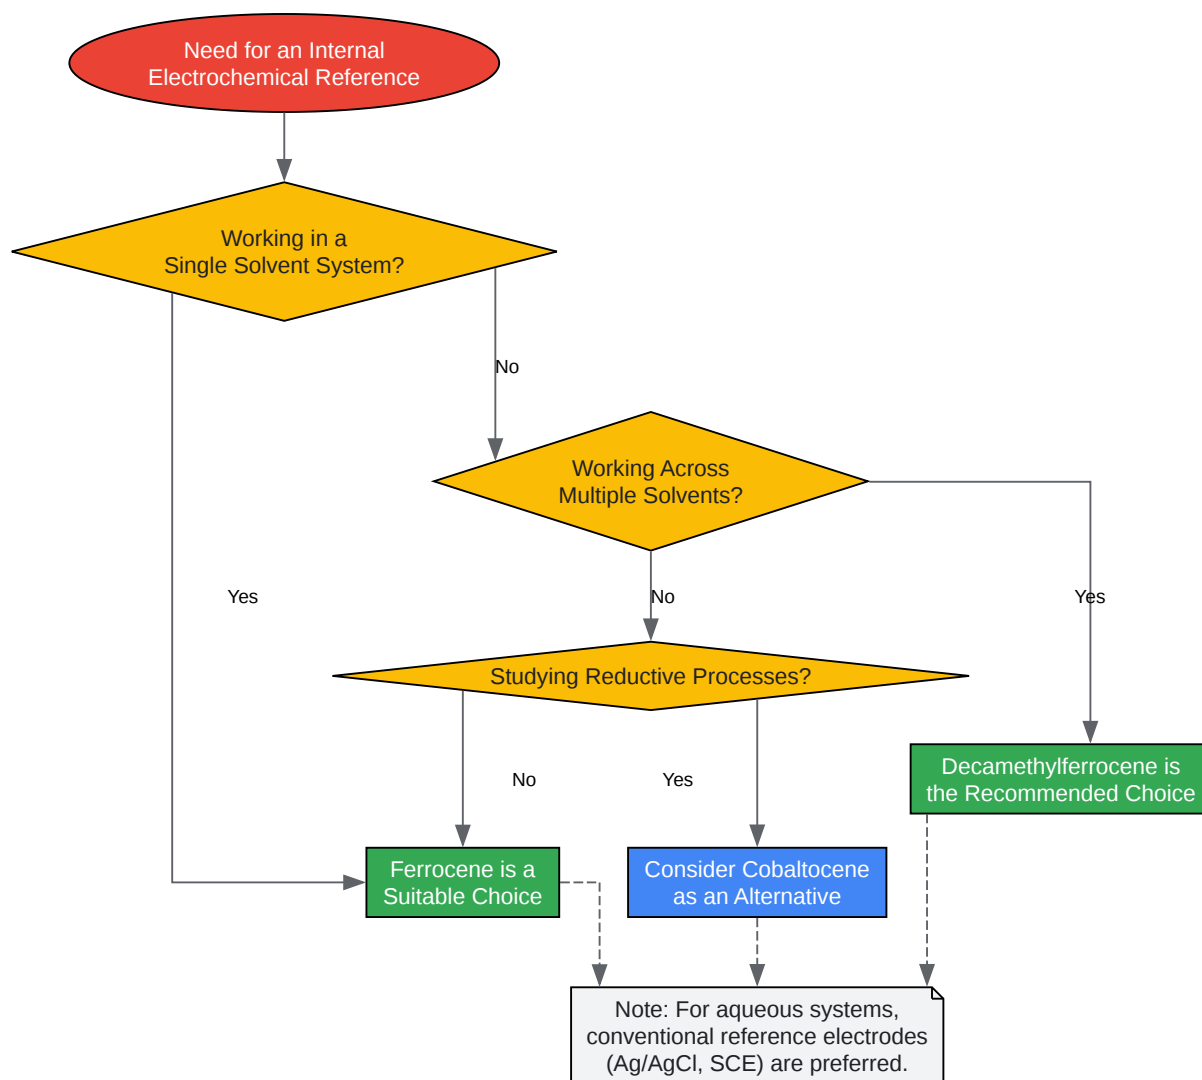 Need for an Internal
Electrochemical Reference
Working in a
Single Solvent System?
No
Working Across
Multiple Solvents?
Yes
No
Yes
Studying Reductive Processes?
No
Yes
Decamethylferrocene is
the Recommended Choice
Ferrocene is a
Suitable Choice
Consider Cobaltocene
as an Alternative
Note: For aqueous systems,
conventional reference electrodes
(Ag/AgCl, SCE) are preferred.